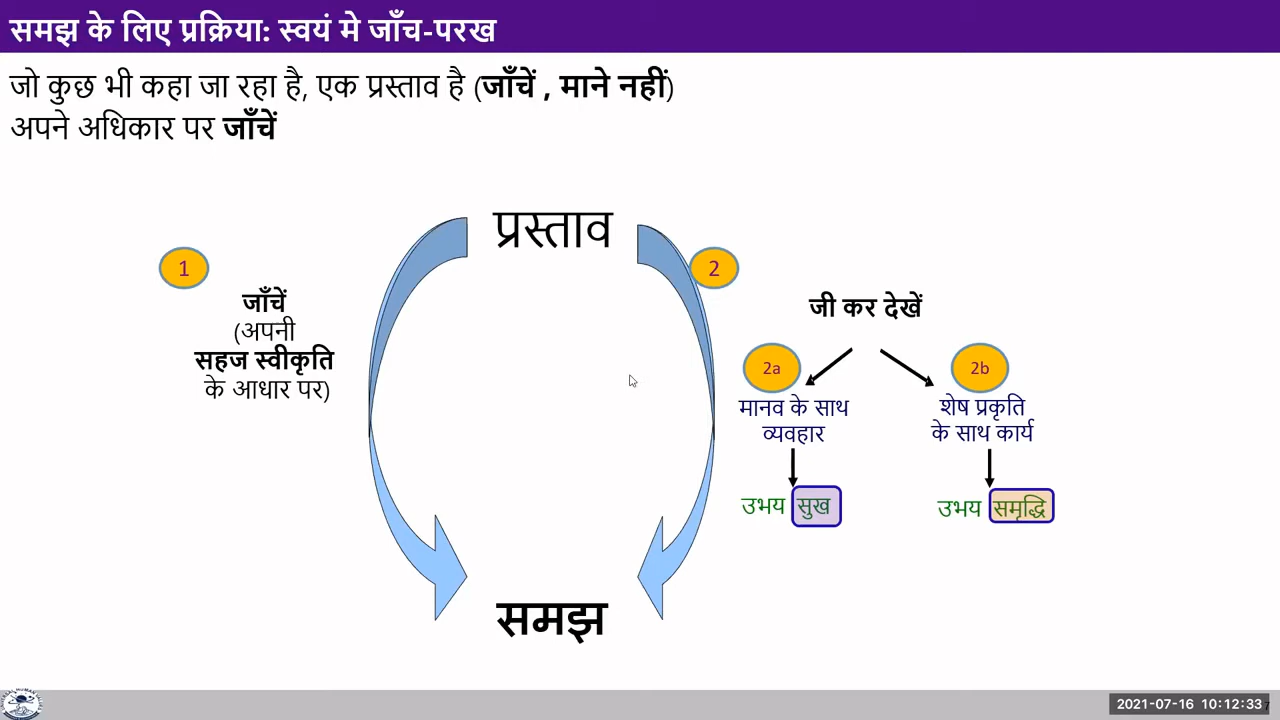 समझ के लिए प्रक्रिया: स्वयं मे जाँच-परख
जो कुछ भी कहा जा रहा है, एक प्रस्ताव है (जाँचें , माने नहीं)
अपने अधिकार पर जाँचें
प्रस्ताव
1
जाँचें
(अपनी
सहज स्वीकृति
के आधार पर)
2
जी कर देखें
2a
मानव के साथ
व्यवहार
उभय सुख
2b
शेष प्रकृति
के साथ कार्य
उभय समृद्धि
समझ
2021-07-16 10:12:33
7